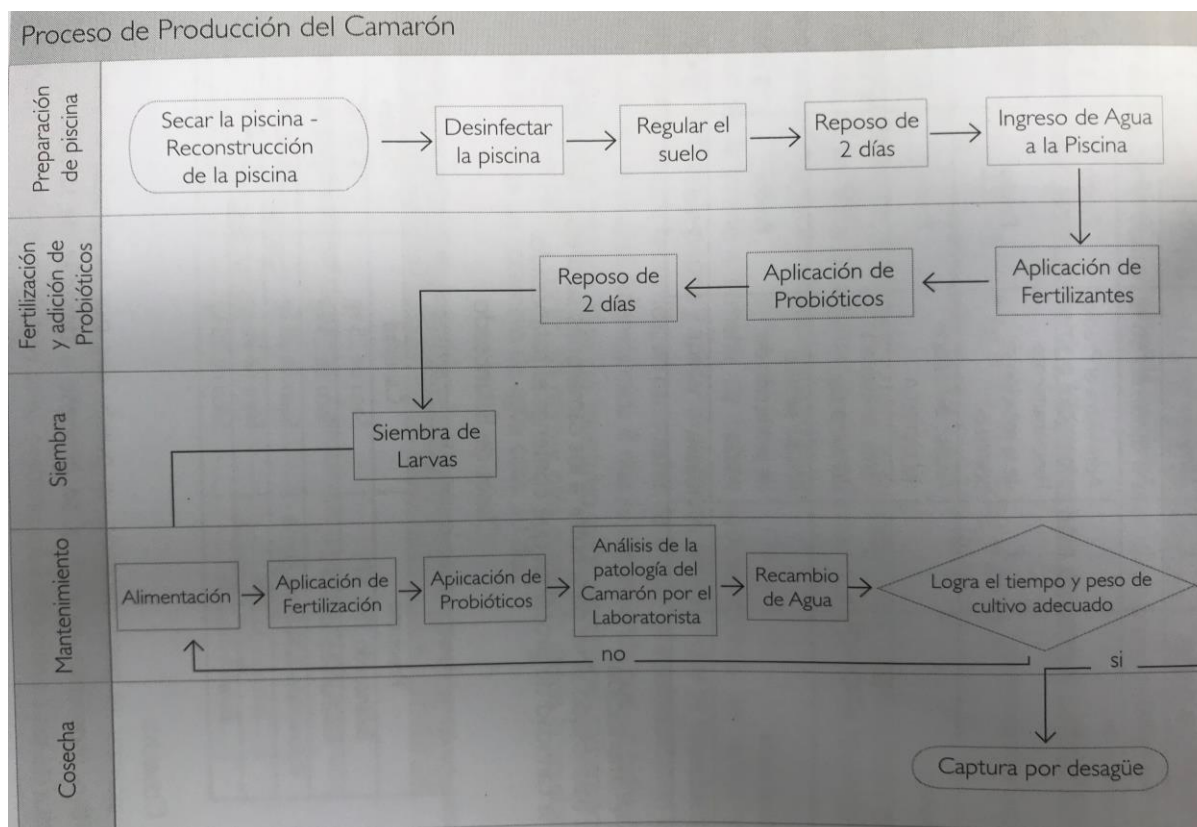 Proceso de Producción del Camarón
Preparación
de piscina
Secar la piscina -
Reconstrucción
de la piscina
Desinfectar
la piscina
Regular el
suelo
Reposo de
2 días
Ingreso de Agua
a la Piscina
Fertilización
y adición de
Probióticos
Reposo de
2 días
Aplicación de
Probióticos
Aplicación de
Fertilizantes
Siembra
Siembra de
Larvas
Mantenimiento
Alimentación
Aplicación de
Fertilización
Apiicación de
Probióticos
Análisis de la
patología del
Camarón por el
Laboratorista
Recambio
de Agua
Logra el tiempo y peso de
cultivo adecuado
no
si
Cosecha
Captura por desagüe